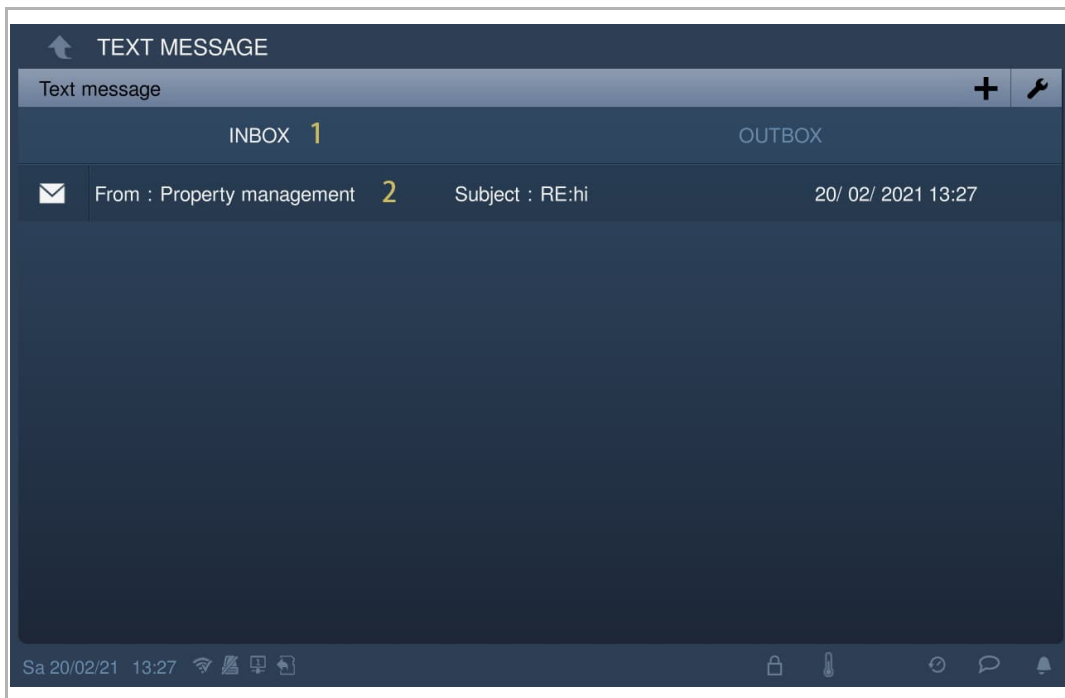 TEXT MESSAGE
Text message
INBOX 1 OUTBOX
From : Property management 2 Subject : RE:hi 20/ 02/ 2021 13:27
Sa 20/02/21 13:27